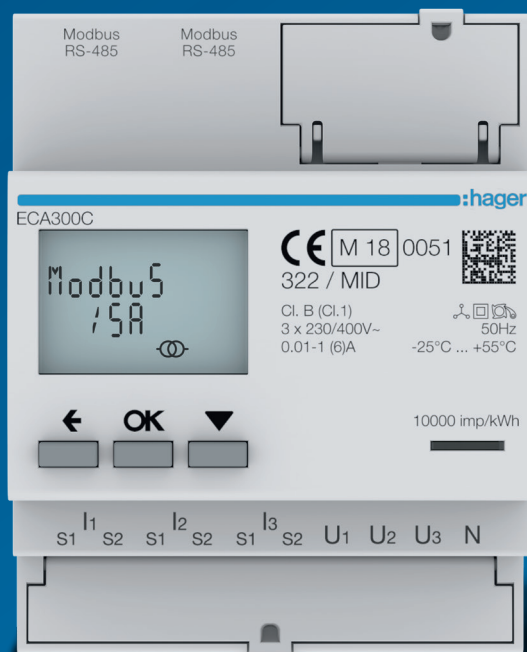 Modbus Modbus
RS-485 RS-485
:hager
ECA300C
CE M 18 0051
322 / MID
Modbus
/5A
Cl. B (Cl.1)
3 x 230/400V~ 50Hz
0.01-1 (6)A -25°C ... +55°C
OK
10000 imp/kWh
I1 I2 I3
S1 S2 S1 S2 S1 S2 U1 U2 U3 N